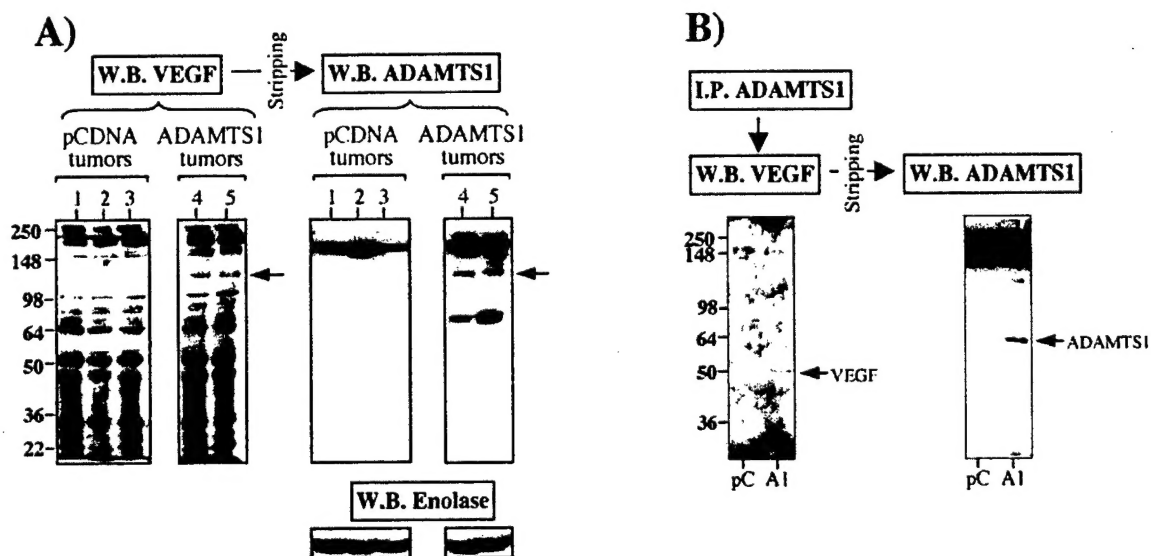 A)
W.B. VEGF
Stripping
W.B. ADAMTS1
pCDNA
tumors
ADAMTS1
tumors
pCDNA
tumors
ADAMTS1
tumors
1 2 3
4 5
1 2 3
4 5
250
148
98
64
50
36
22
W.B. Enolase
B)
I.P. ADAMTS1
W.B. VEGF
Stripping
W.B. ADAMTS1
250
148
98
64
50
36
VEGF
ADAMTS1
pC A1
pC A1